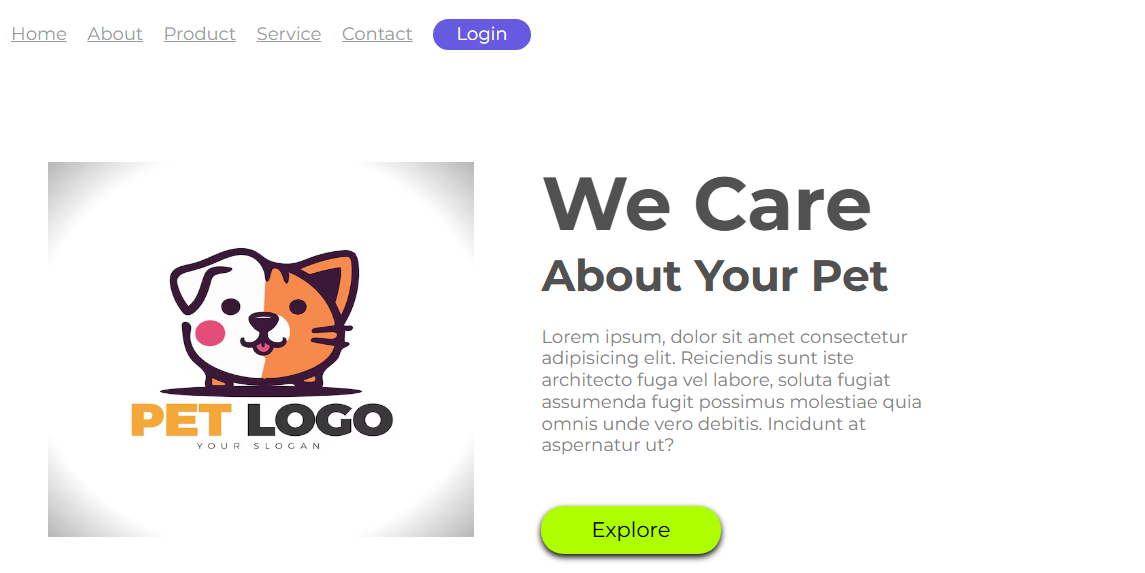 Home About Product Service Contact Login
We Care
About Your Pet
Lorem ipsum, dolor sit amet consectetur
adipisicing elit. Reiciendis sunt iste
architecto fuga vel labore, soluta fugiat
assumenda fugit possimus molestiae quia
omnis unde vero debitis. Incidunt at
aspernatur ut?
Explore
PET LOGO
YOUR SLOGAN